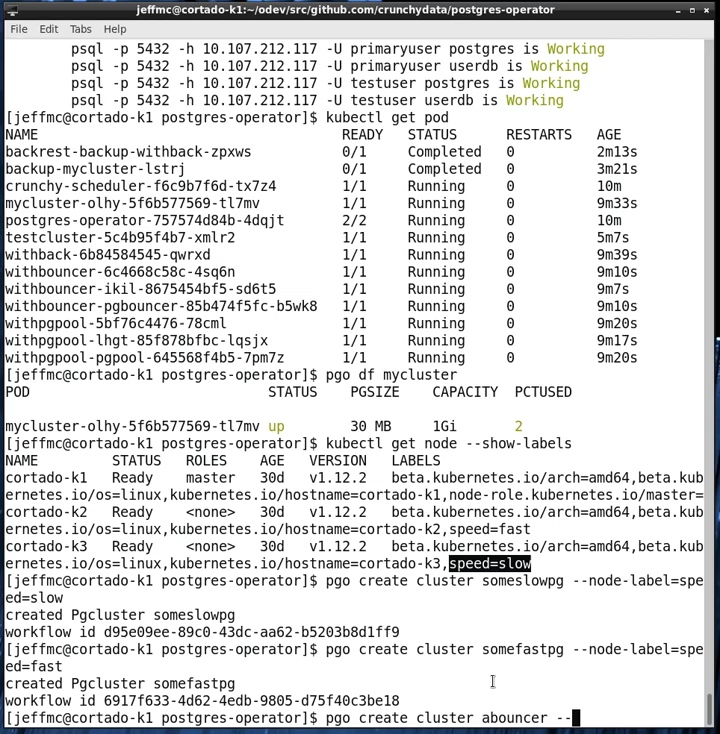 jeffmc@cortado-k1:~/odev/src/github.com/crunchydata/postgres-operator
File Edit Tabs Help
psql -p 5432 -h 10.107.212.117 -U primaryuser postgres is Working
psql -p 5432 -h 10.107.212.117 -U primaryuser userdb is Working
psql -p 5432 -h 10.107.212.117 -U testuser postgres is Working
psql -p 5432 -h 10.107.212.117 -U testuser userdb is Working
[jeffmc@cortado-k1 postgres-operator]$ kubectl get pod
NAME READY STATUS RESTARTS AGE
backrest-backup-withback-zpxws 0/1 Completed 0 2m13s
backup-mycluster-lstrj 0/1 Completed 0 3m21s
crunchy-scheduler-f6c9b7f6d-tx7z4 1/1 Running 0 10m
mycluster-olhy-5f6b577569-tl7mv 1/1 Running 0 9m33s
postgres-operator-757574d84b-4dqjt 2/2 Running 0 10m
testcluster-5c4b95f4b7-xmlr2 1/1 Running 0 5m7s
withback-6b84584545-qwrxd 1/1 Running 0 9m39s
withbouncer-6c4668c58c-4sq6n 1/1 Running 0 9m10s
withbouncer-ikil-8675454bf5-sd6t5 1/1 Running 0 9m7s
withbouncer-pgbouncer-85b474f5fc-b5wk8 1/1 Running 0 9m10s
withpgpool-5bf76c4476-78cml 1/1 Running 0 9m20s
withpgpool-lhgt-85f878bfbc-lqsjx 1/1 Running 0 9m17s
withpgpool-pgpool-645568f4b5-7pm7z 1/1 Running 0 9m20s
[jeffmc@cortado-k1 postgres-operator]$ pgo df mycluster
POD STATUS PGSIZE CAPACITY PCTUSED
mycluster-olhy-5f6b577569-tl7mv up 30 MB 1Gi 2
[jeffmc@cortado-k1 postgres-operator]$ kubectl get node --show-labels
NAME STATUS ROLES AGE VERSION LABELS
cortado-k1 Ready master 30d v1.12.2 beta.kubernetes.io/arch=amd64,beta.kub
ernetes.io/os=linux,kubernetes.io/hostname=cortado-k1,node-role.kubernetes.io/master=
cortado-k2 Ready <none> 30d v1.12.2 beta.kubernetes.io/arch=amd64,beta.kub
ernetes.io/os=linux,kubernetes.io/hostname=cortado-k2,speed=fast
cortado-k3 Ready <none> 30d v1.12.2 beta.kubernetes.io/arch=amd64,beta.kub
ernetes.io/os=linux,kubernetes.io/hostname=cortado-k3,speed=slow
[jeffmc@cortado-k1 postgres-operator]$ pgo create cluster someslowpg --node-label=spe
ed=slow
created Pgcluster someslowpg
workflow id d95e09ee-89c0-43dc-aa62-b5203b8d1ff9
[jeffmc@cortado-k1 postgres-operator]$ pgo create cluster somefastpg --node-label=spe
ed=fast
created Pgcluster somefastpg
workflow id 6917f633-4d62-4edb-9805-d75f40c3be18
[jeffmc@cortado-k1 postgres-operator]$ pgo create cluster abouncer --